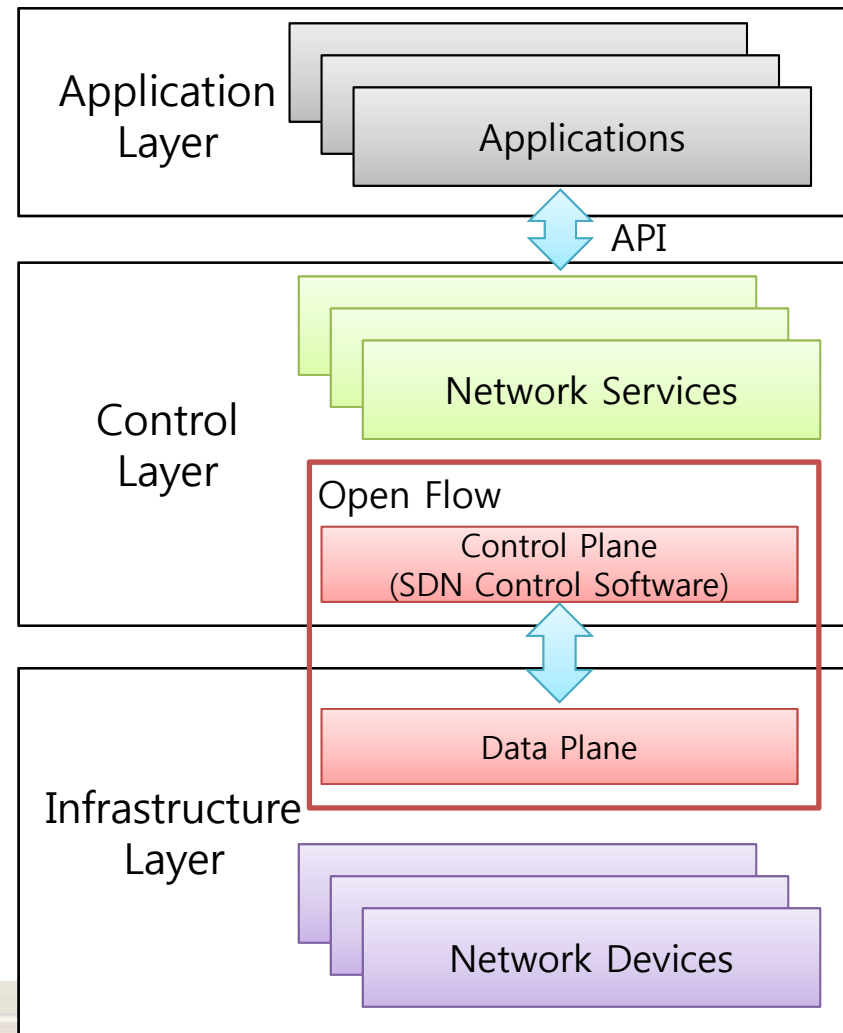 Application
Layer
Applications
API
Control
Layer
Network Services
Open Flow
Control Plane
(SDN Control Software)
Infrastructure
Layer
Data Plane
Network Devices